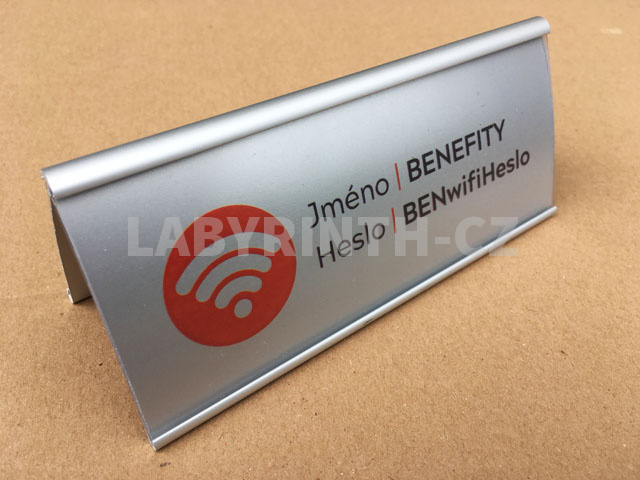 Jméno | BENEFITY
Heslo | BENwifiHeslo
LABYRINTH-CZ